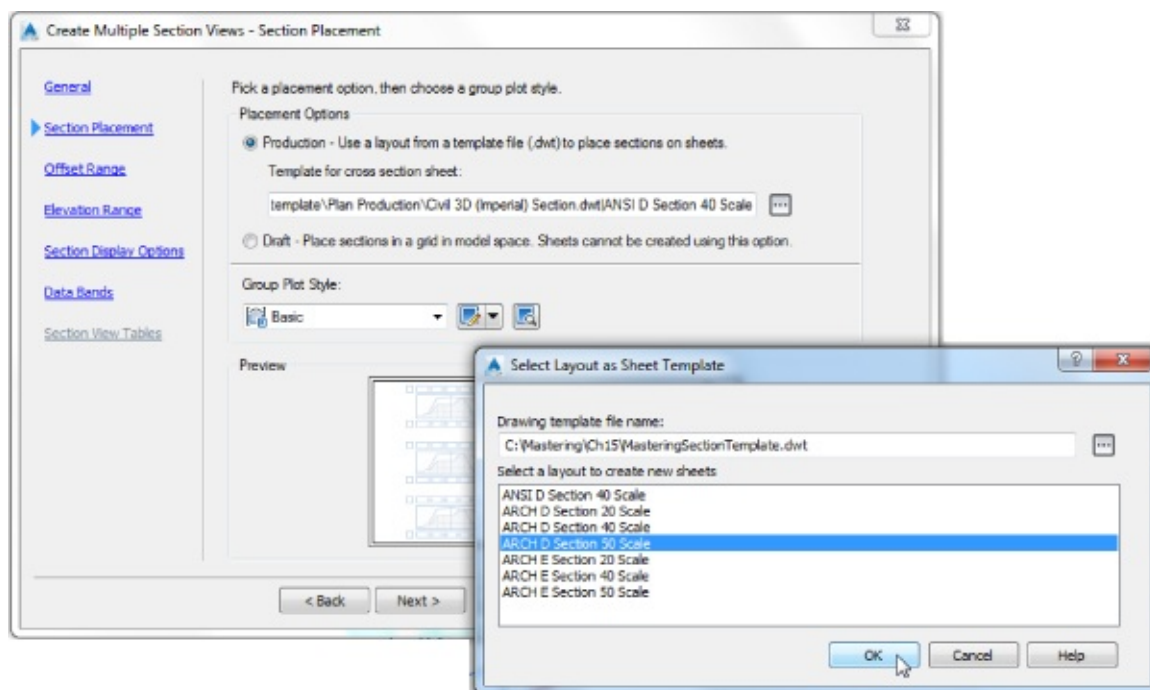 Create Multiple Section Views - Section Placement
General
Section Placement
Offset Range
Elevation Range
Section Display Options
Data Bands
Section View Tables
Pick a placement option, then choose a group plot style.
Placement Options
Production - Use a layout from a template file (.dwt) to place sections on sheets.
Template for cross section sheet:
template\Plan Production\Civil 3D (Imperial) Section.dwt|ANSI D Section 40 Scale
...
Draft - Place sections in a grid in model space. Sheets cannot be created using this option.
Group Plot Style:
Basic
Preview
< Back
Next >
Select Layout as Sheet Template
Drawing template file name:
C:\Mastering\Ch15\MasteringSectionTemplate.dwt
...
Select a layout to create new sheets
ANSI D Section 40 Scale
ARCH D Section 20 Scale
ARCH D Section 40 Scale
ARCH D Section 50 Scale
ARCH E Section 20 Scale
ARCH E Section 40 Scale
ARCH E Section 50 Scale
OK
Cancel
Help